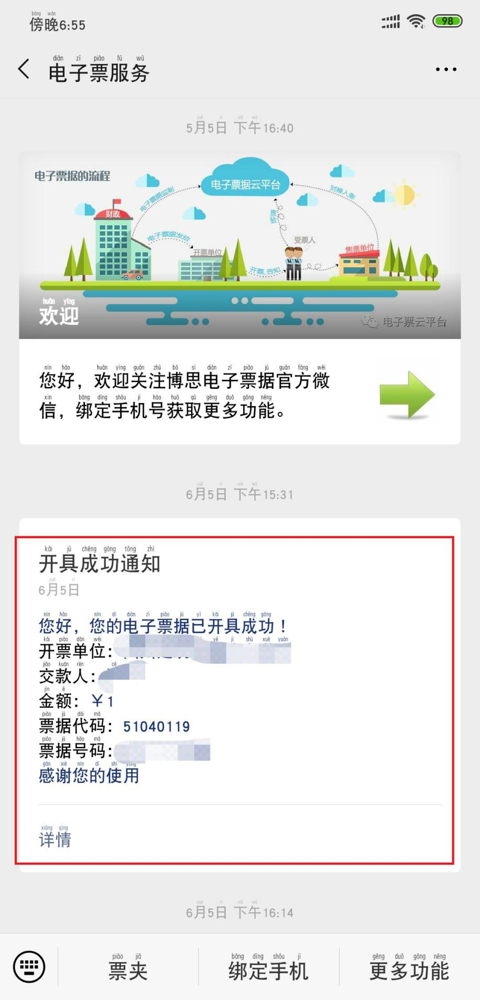 傍晚6:55
98
电子票服务
5月5日 下午16:40
电子票据的流程
电子票据云平台
电子票据监制
对接入账
财政
查验
电子票据发放
受票人
开票单位
售票单位
开票,告知
欢迎
电子票云平台
您好，欢迎关注博思电子票据官方微
信，绑定手机号获取更多功能。
6月5日 下午15:31
开具成功通知
6月5日
您好，您的电子票据已开具成功！
开票单位：
交款人：
金额：￥1
票据代码：51040119
票据号码：
感谢您的使用
详情
6月5日 下午16:14
票夹
绑定手机
更多功能